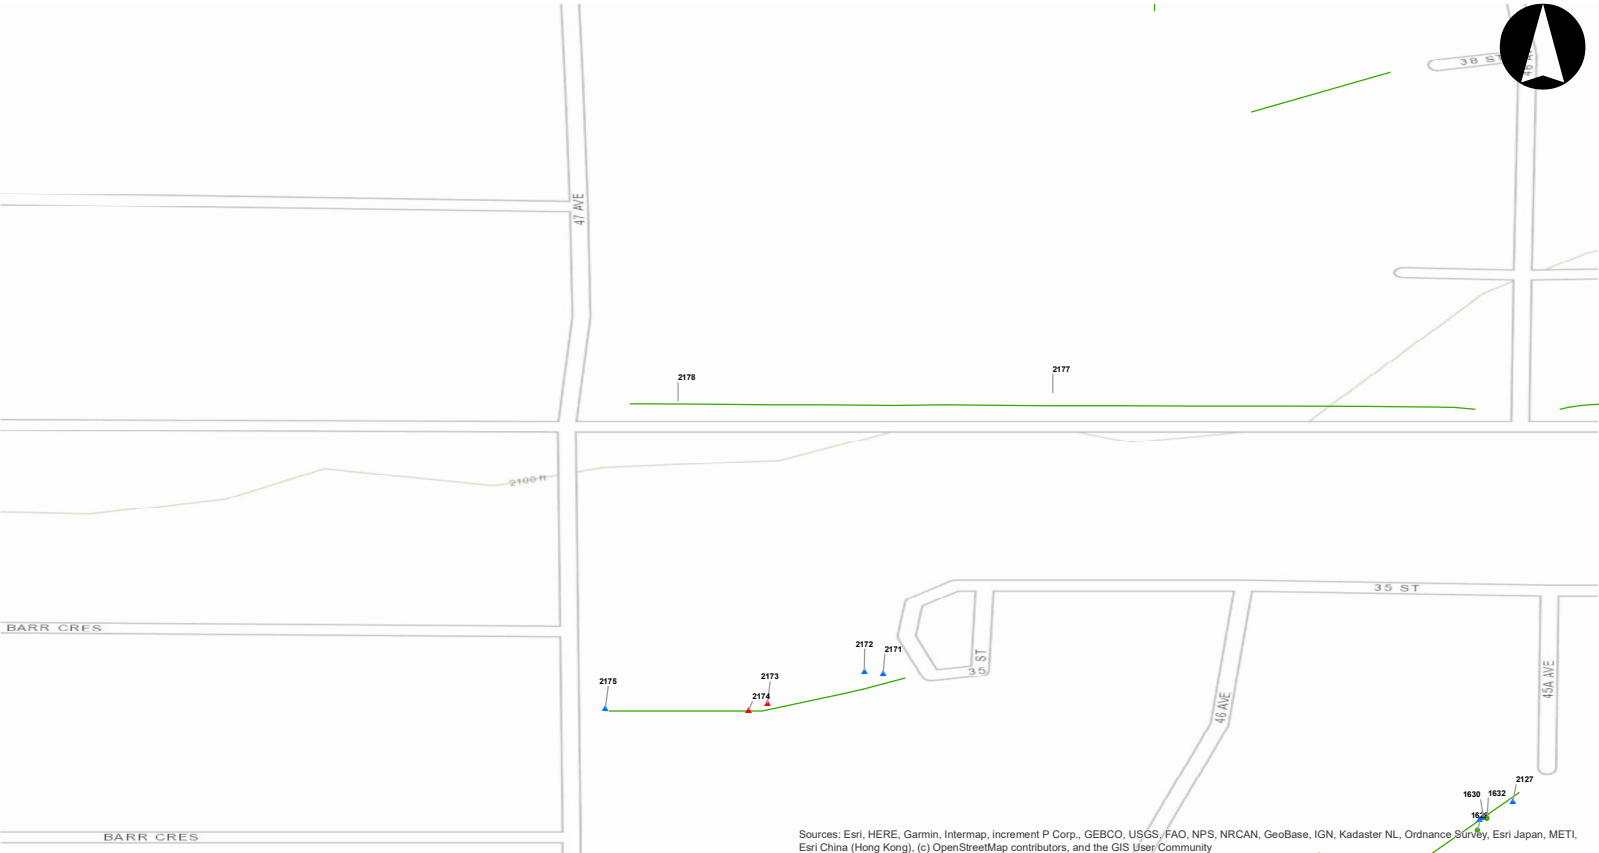 38 ST
47 AVE
2178
2177
2100 ft
35 ST
BARR CRES
2172
2171
35 ST
2173
2175
2174
45A AVE
46 AVE
2127
1630
1632
BARR CRES
Sources: Esri, HERE, Garmin, Intermap, increment P Corp., GEBCO, USGS, FAO, NPS, NRCAN, GeoBase, IGN, Kadaster NL, Ordnance Survey, Esri Japan, METI,
Esri China (Hong Kong), (c) OpenStreetMap contributors, and the GIS User Community